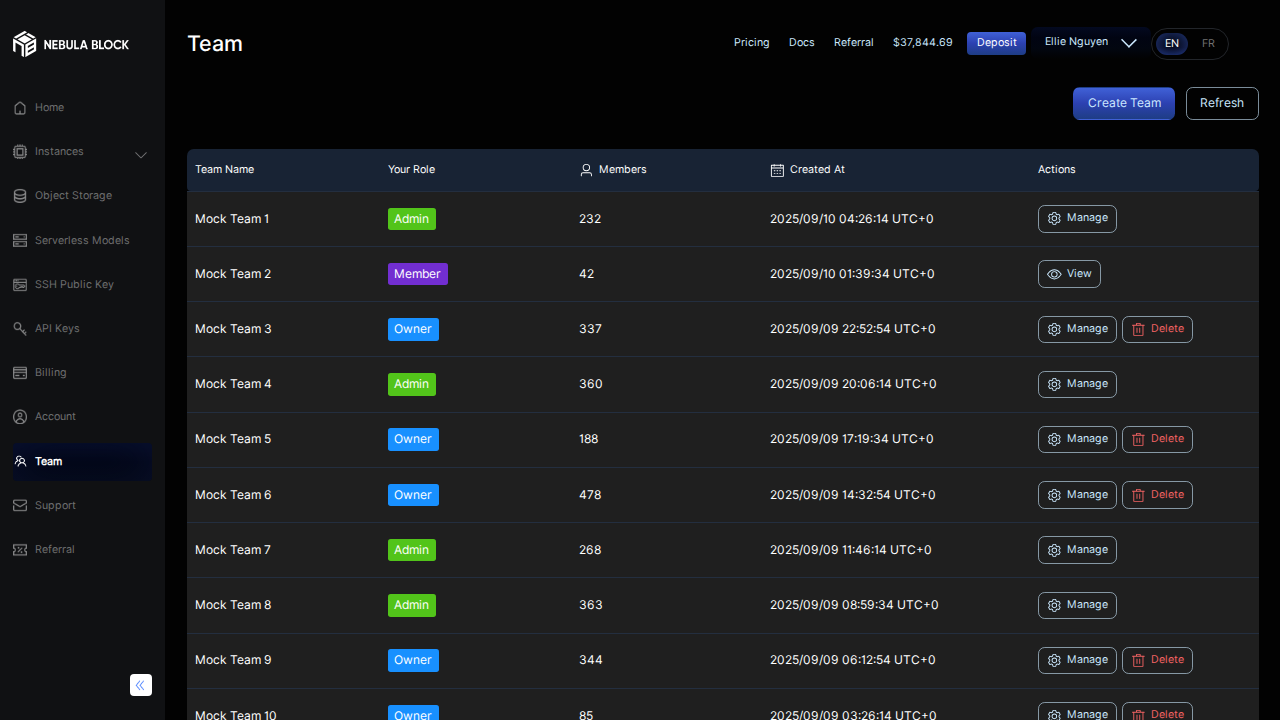 NEBULA BLOCK
Home
Instances
Object Storage
Serverless Models
SSH Public Key
API Keys
Billing
Account
Team
Support
Referral
Team
Pricing Docs Referral $37,844.69 Deposit Ellie Nguyen EN FR
Create Team Refresh
Team Name Your Role Members Created At Actions
Mock Team 1 Admin 232 2025/09/10 04:26:14 UTC+0 Manage
Mock Team 2 Member 42 2025/09/10 01:39:34 UTC+0 View
Mock Team 3 Owner 337 2025/09/09 22:52:54 UTC+0 Manage Delete
Mock Team 4 Admin 360 2025/09/09 20:06:14 UTC+0 Manage
Mock Team 5 Owner 188 2025/09/09 17:19:34 UTC+0 Manage Delete
Mock Team 6 Owner 478 2025/09/09 14:32:54 UTC+0 Manage Delete
Mock Team 7 Admin 268 2025/09/09 11:46:14 UTC+0 Manage
Mock Team 8 Admin 363 2025/09/09 08:59:34 UTC+0 Manage
Mock Team 9 Owner 344 2025/09/09 06:12:54 UTC+0 Manage Delete
Mock Team 10 Owner 85 2025/09/09 03:26:14 UTC+0 Manage Delete